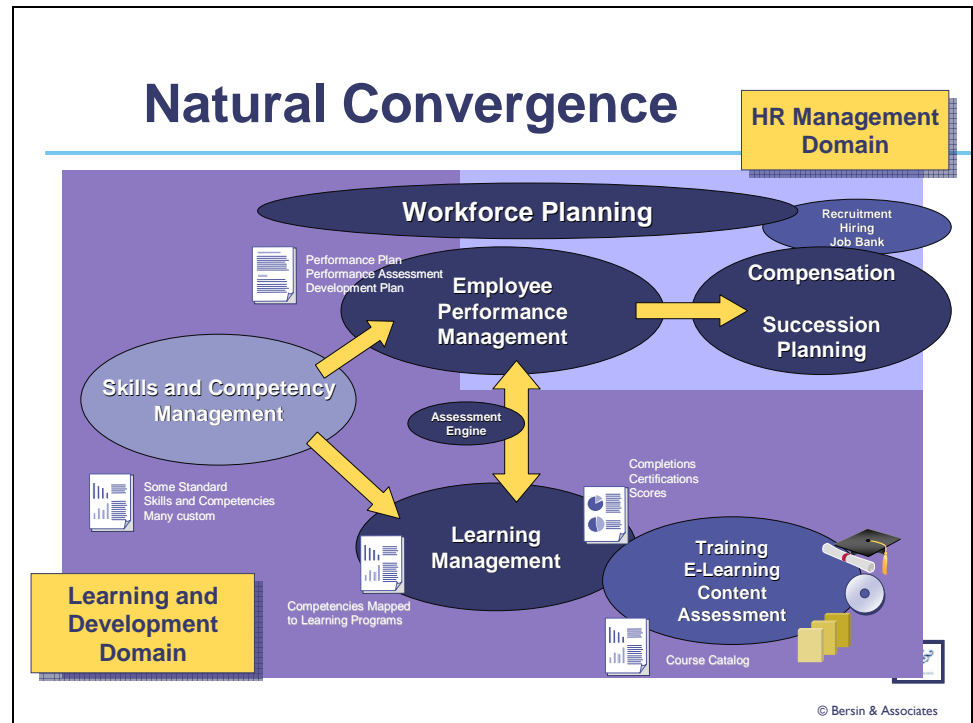 Natural Convergence
HR Management
Domain
Workforce Planning
Recruitment
Hiring
Job Bank
Performance Plan
Performance Assessment
Development Plan
Employee
Performance
Management
Compensation
Succession
Planning
Skills and Competency
Management
Assessment
Engine
Some Standard
Skills and Competencies
Many custom
Completions
Certifications
Scores
Learning
Management
Training
E-Learning
Content
Assessment
Competencies Mapped
to Learning Programs
Learning and
Development
Domain
Course Catalog
© Bersin & Associates